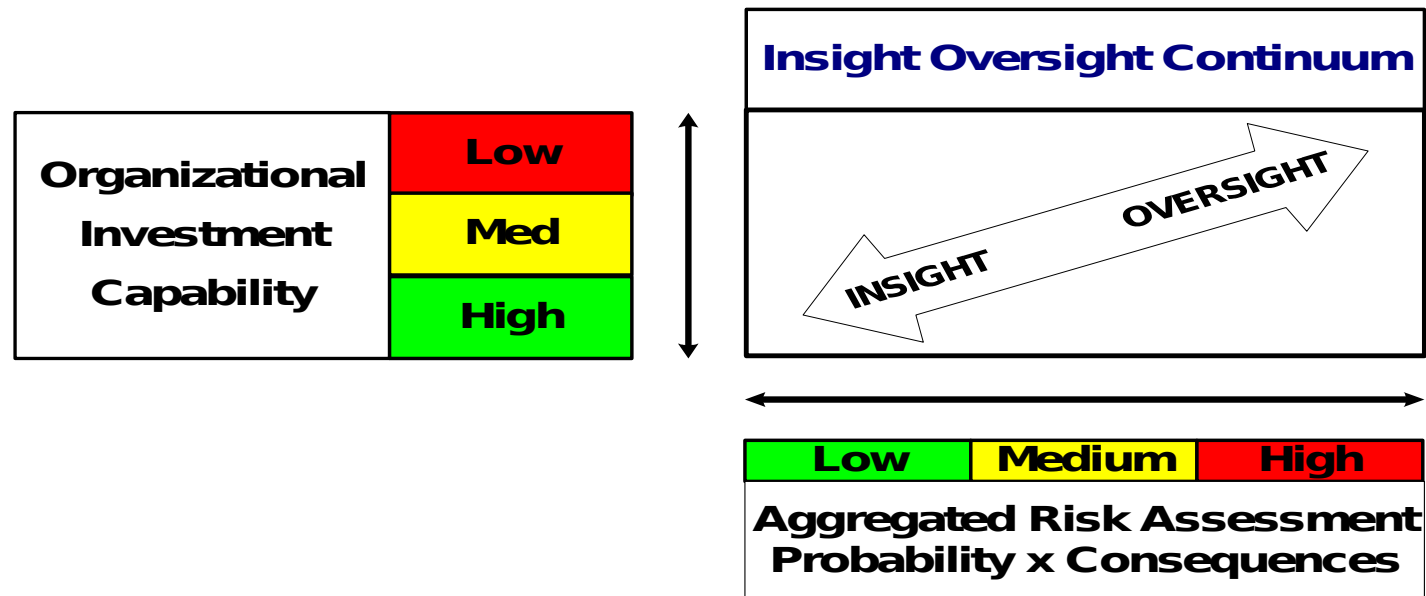 Insight Oversight Continuum
Organizational
Investment
Capability
Low
Med
High
INSIGHT
OVERSIGHT
Low
Medium
High
Aggregated Risk Assessment
Probability x Consequences